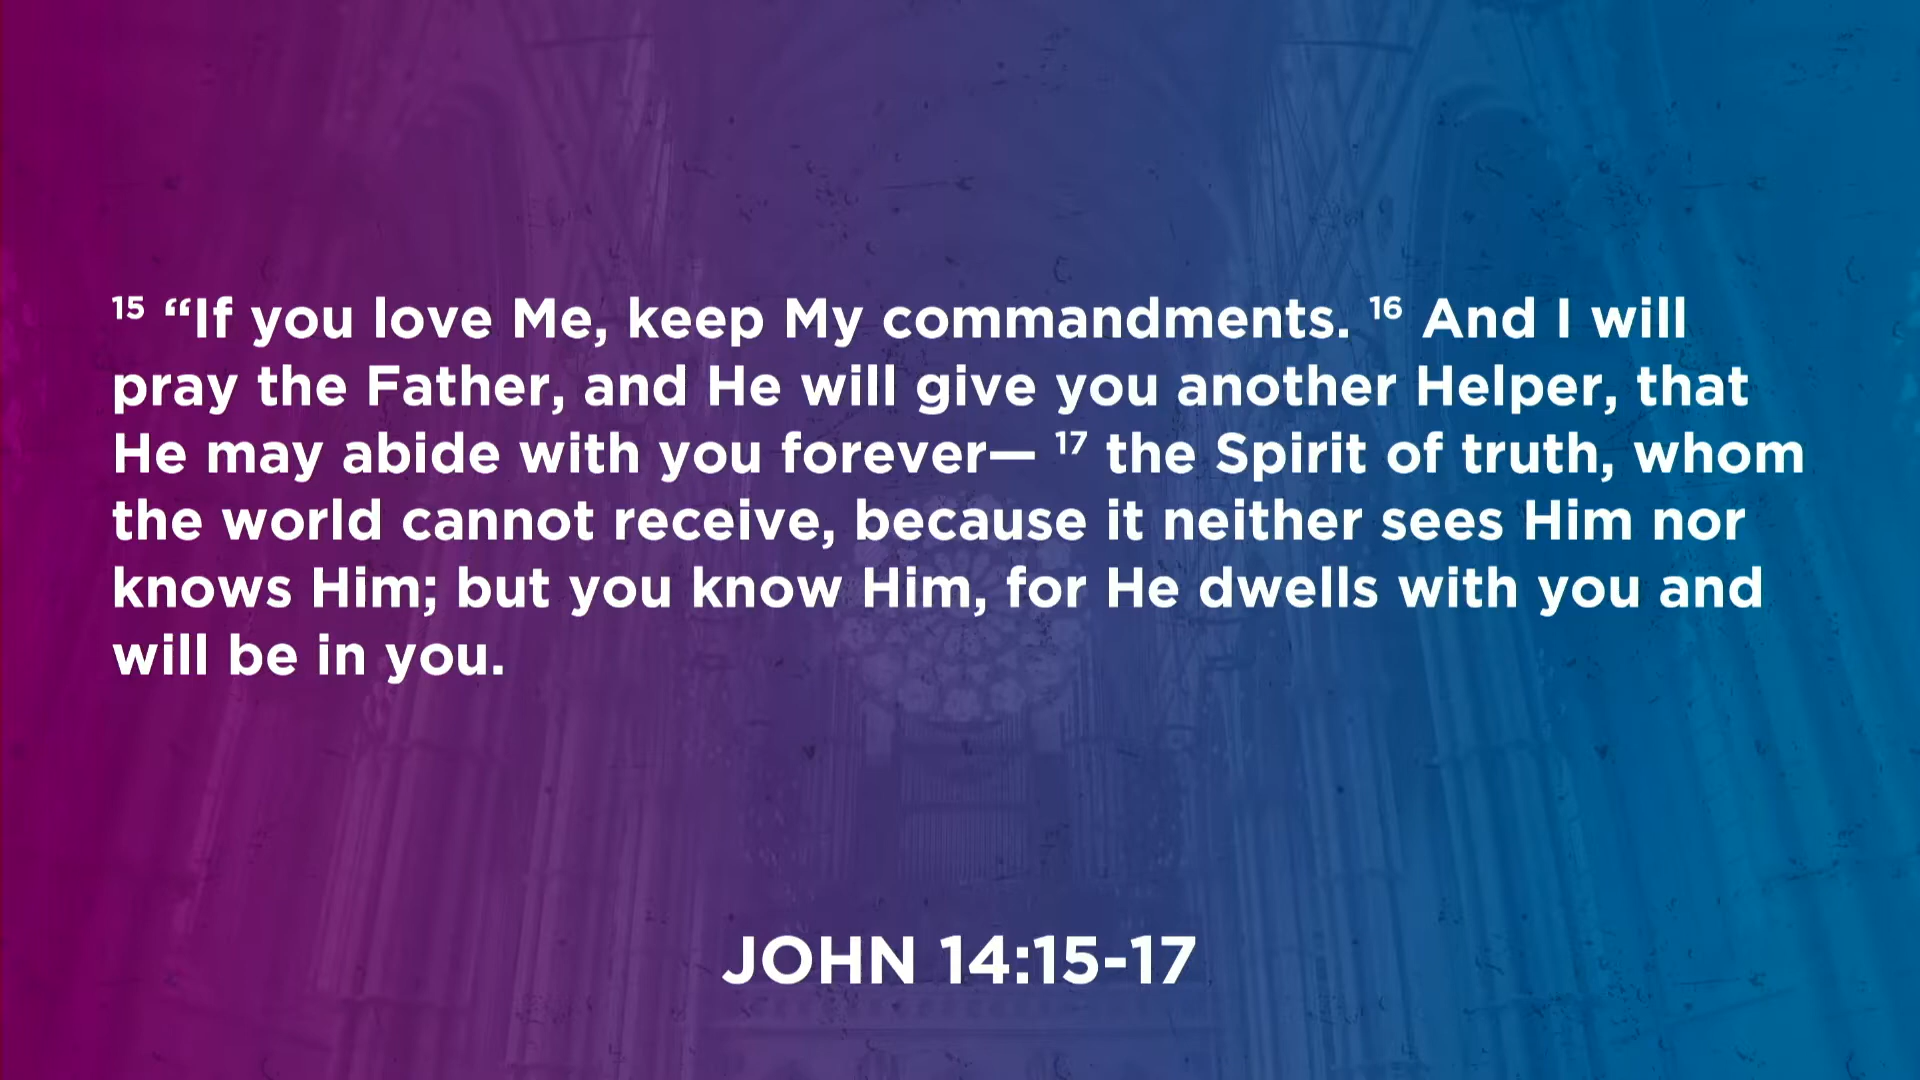 15 “If you love Me, keep My commandments. 16 And I will
pray the Father, and He will give you another Helper, that
He may abide with you forever— 17 the Spirit of truth, whom
the world cannot receive, because it neither sees Him nor
knows Him; but you know Him, for He dwells with you and
will be in you.
JOHN 14:15-17